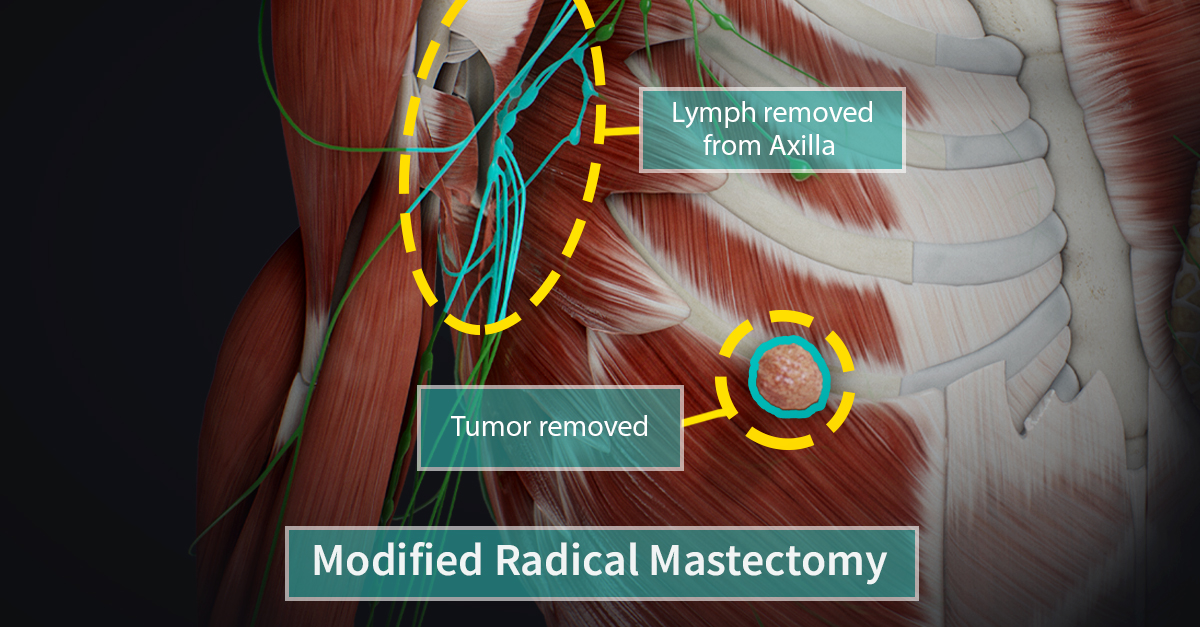 Lymph removed
from Axilla
Tumor removed
Modified Radical Mastectomy